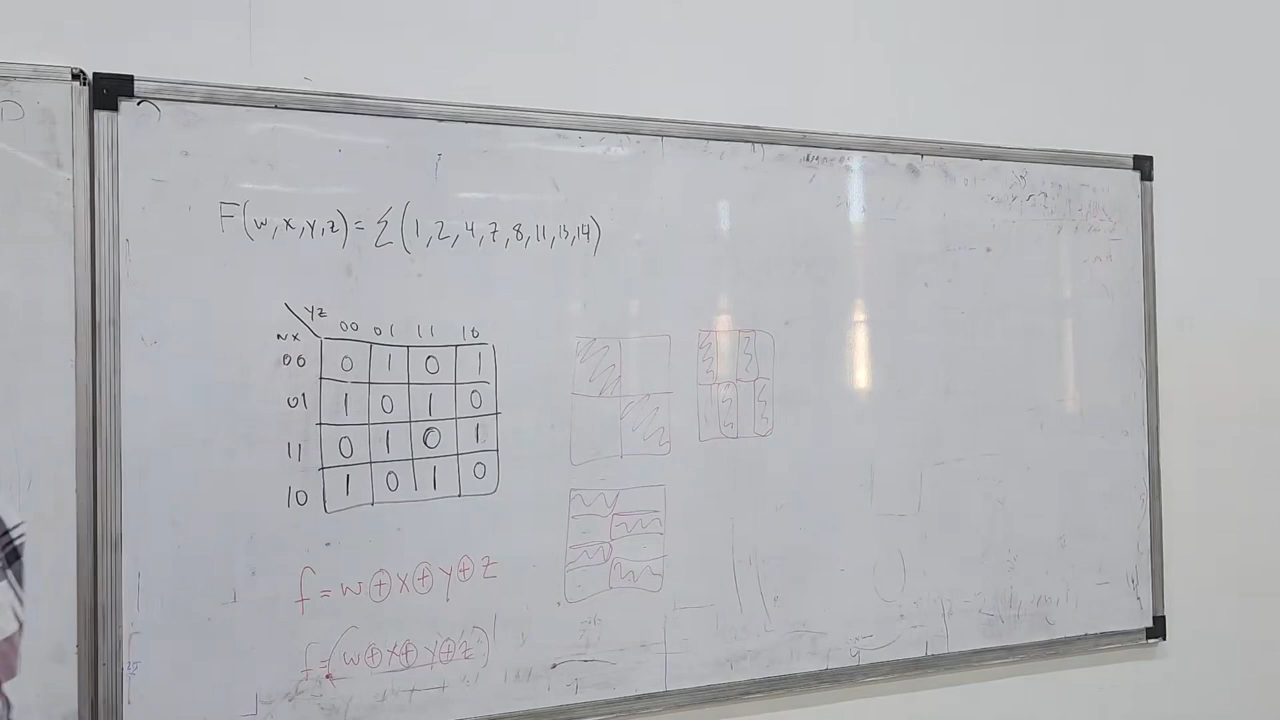 D
F(w,x,y,z)=∑(1,2,4,7,8,11,13,14)
yz
00 01 11 10
wx
00 0 1 0 1
01 1 0 1 0
11 0 1 0 1
10 1 0 1 0
f=w⊕x⊕y⊕z
f=(w⊕x⊕y⊕z)'